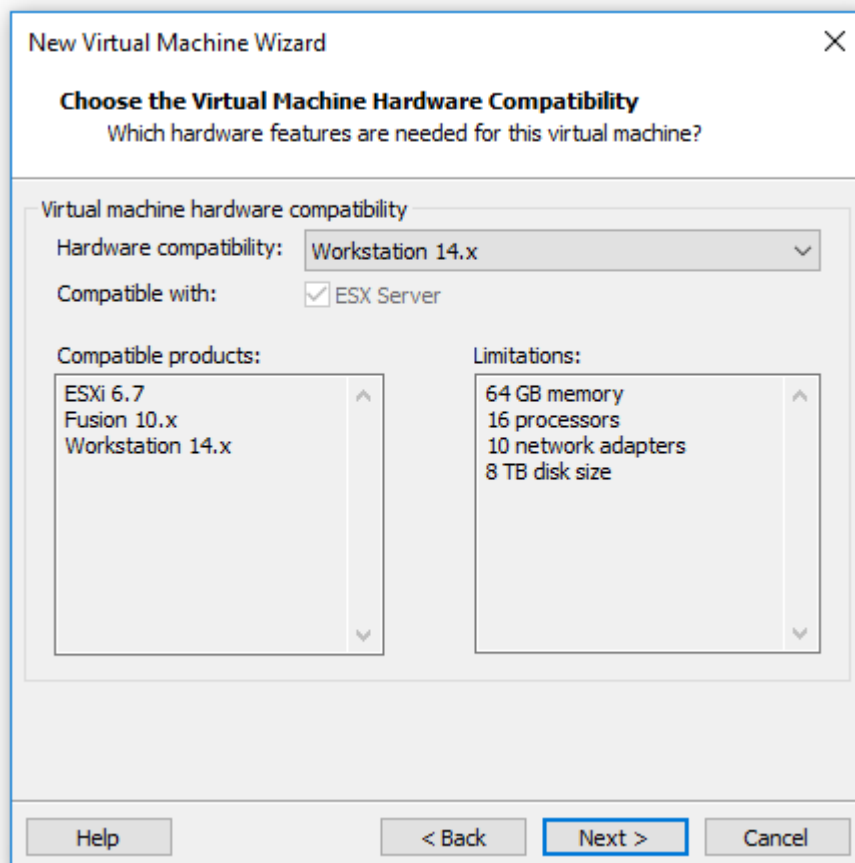 New Virtual Machine Wizard
Choose the Virtual Machine Hardware Compatibility
Which hardware features are needed for this virtual machine?
Virtual machine hardware compatibility
Hardware compatibility: Workstation 14.x
Compatible with: ESX Server
Compatible products:
ESXi 6.7
Fusion 10.x
Workstation 14.x
Limitations:
64 GB memory
16 processors
10 network adapters
8 TB disk size
Help < Back Next > Cancel